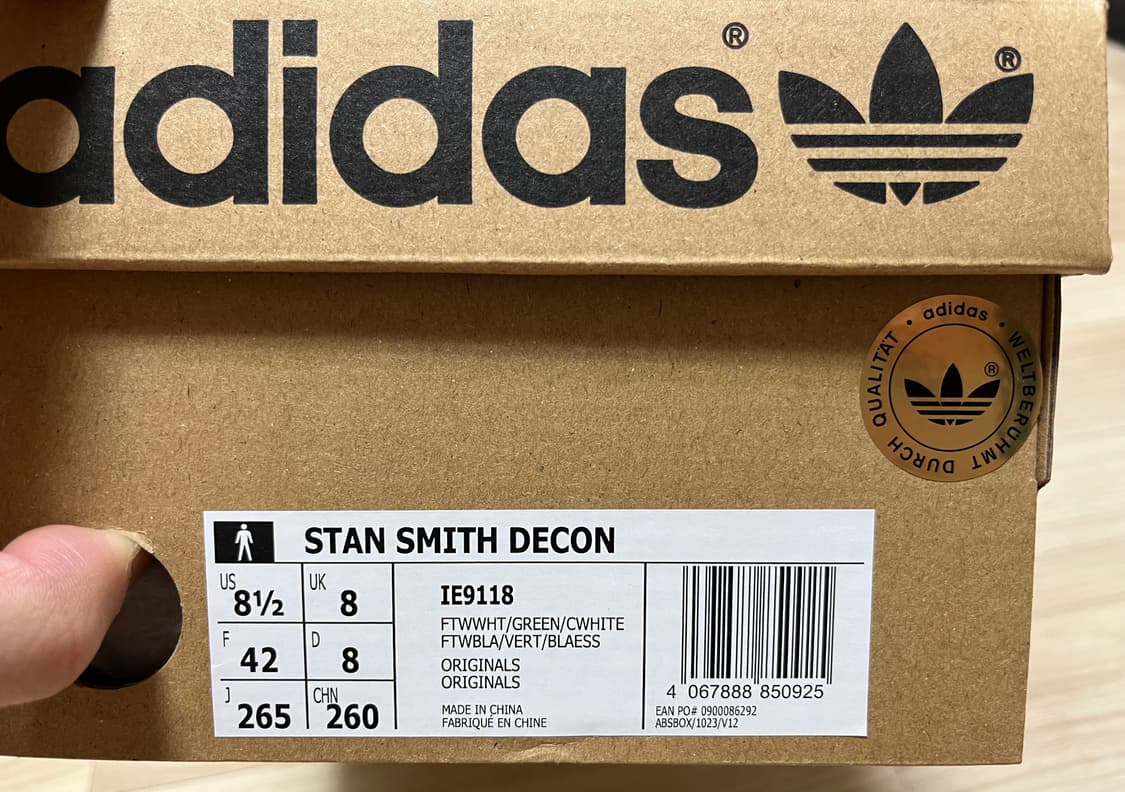 adidas®
®
• adidas • WELTBERÜHMT DURCH QUALITÄT
®
STAN SMITH DECON
US 8½ UK 8
F 42 D 8
J 265 CHN 260
IE9118
FTWWHT/GREEN/CWHITE
FTWBLA/VERT/BLAESS
ORIGINALS
ORIGINALS
MADE IN CHINA
FABRIQUÉ EN CHINE
4 067888 850925
EAN PO# 0900086292
ABSBOX/1023/V12